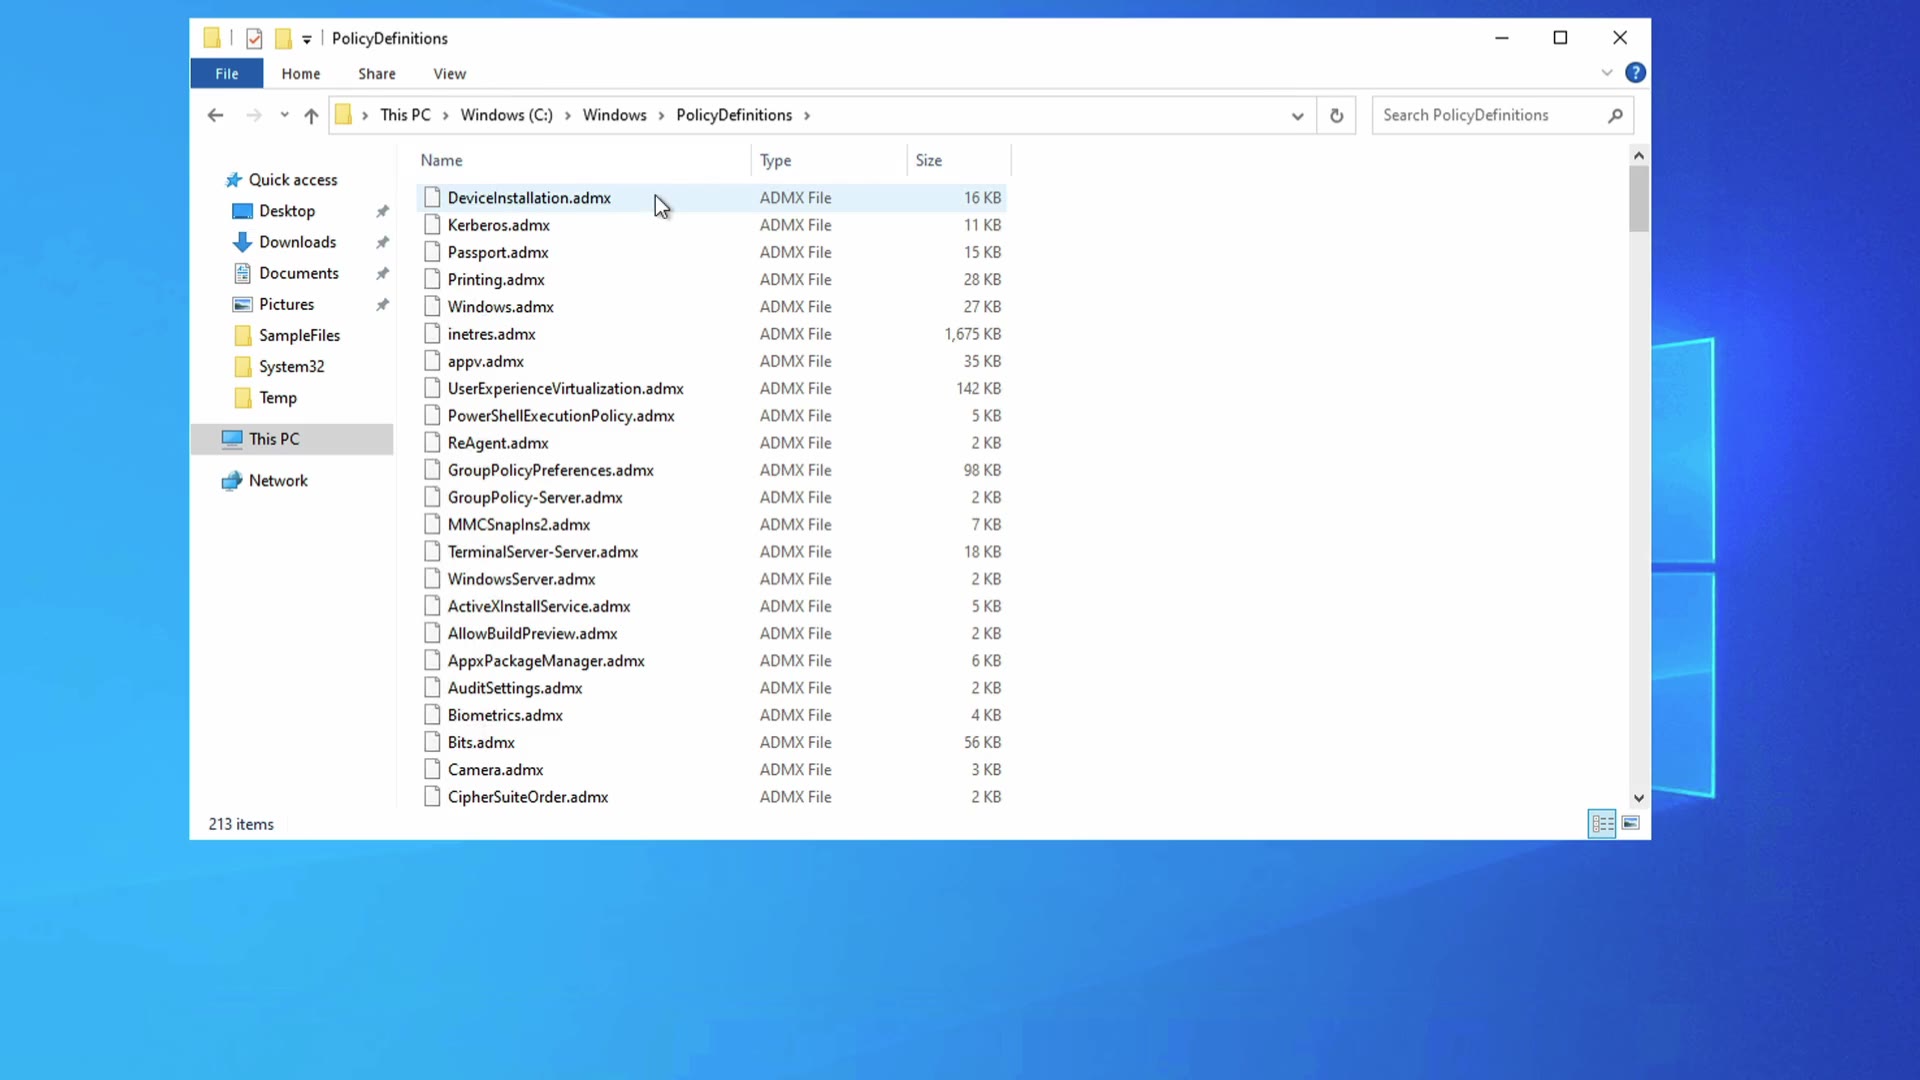 PolicyDefinitions
File Home Share View
This PC Windows (C:) Windows PolicyDefinitions
Search PolicyDefinitions
Quick access
Desktop
Downloads
Documents
Pictures
SampleFiles
System32
Temp
This PC
Network
Name Type Size
DeviceInstallation.admx ADMX File 16 KB
Kerberos.admx ADMX File 11 KB
Passport.admx ADMX File 15 KB
Printing.admx ADMX File 28 KB
Windows.admx ADMX File 27 KB
inetres.admx ADMX File 1,675 KB
appv.admx ADMX File 35 KB
UserExperienceVirtualization.admx ADMX File 142 KB
PowerShellExecutionPolicy.admx ADMX File 5 KB
ReAgent.admx ADMX File 2 KB
GroupPolicyPreferences.admx ADMX File 98 KB
GroupPolicy-Server.admx ADMX File 2 KB
MMCSnapIns2.admx ADMX File 7 KB
TerminalServer-Server.admx ADMX File 18 KB
WindowsServer.admx ADMX File 2 KB
ActiveXInstallService.admx ADMX File 5 KB
AllowBuildPreview.admx ADMX File 2 KB
AppxPackageManager.admx ADMX File 6 KB
AuditSettings.admx ADMX File 2 KB
Biometrics.admx ADMX File 4 KB
Bits.admx ADMX File 56 KB
Camera.admx ADMX File 3 KB
CipherSuiteOrder.admx ADMX File 2 KB
213 items